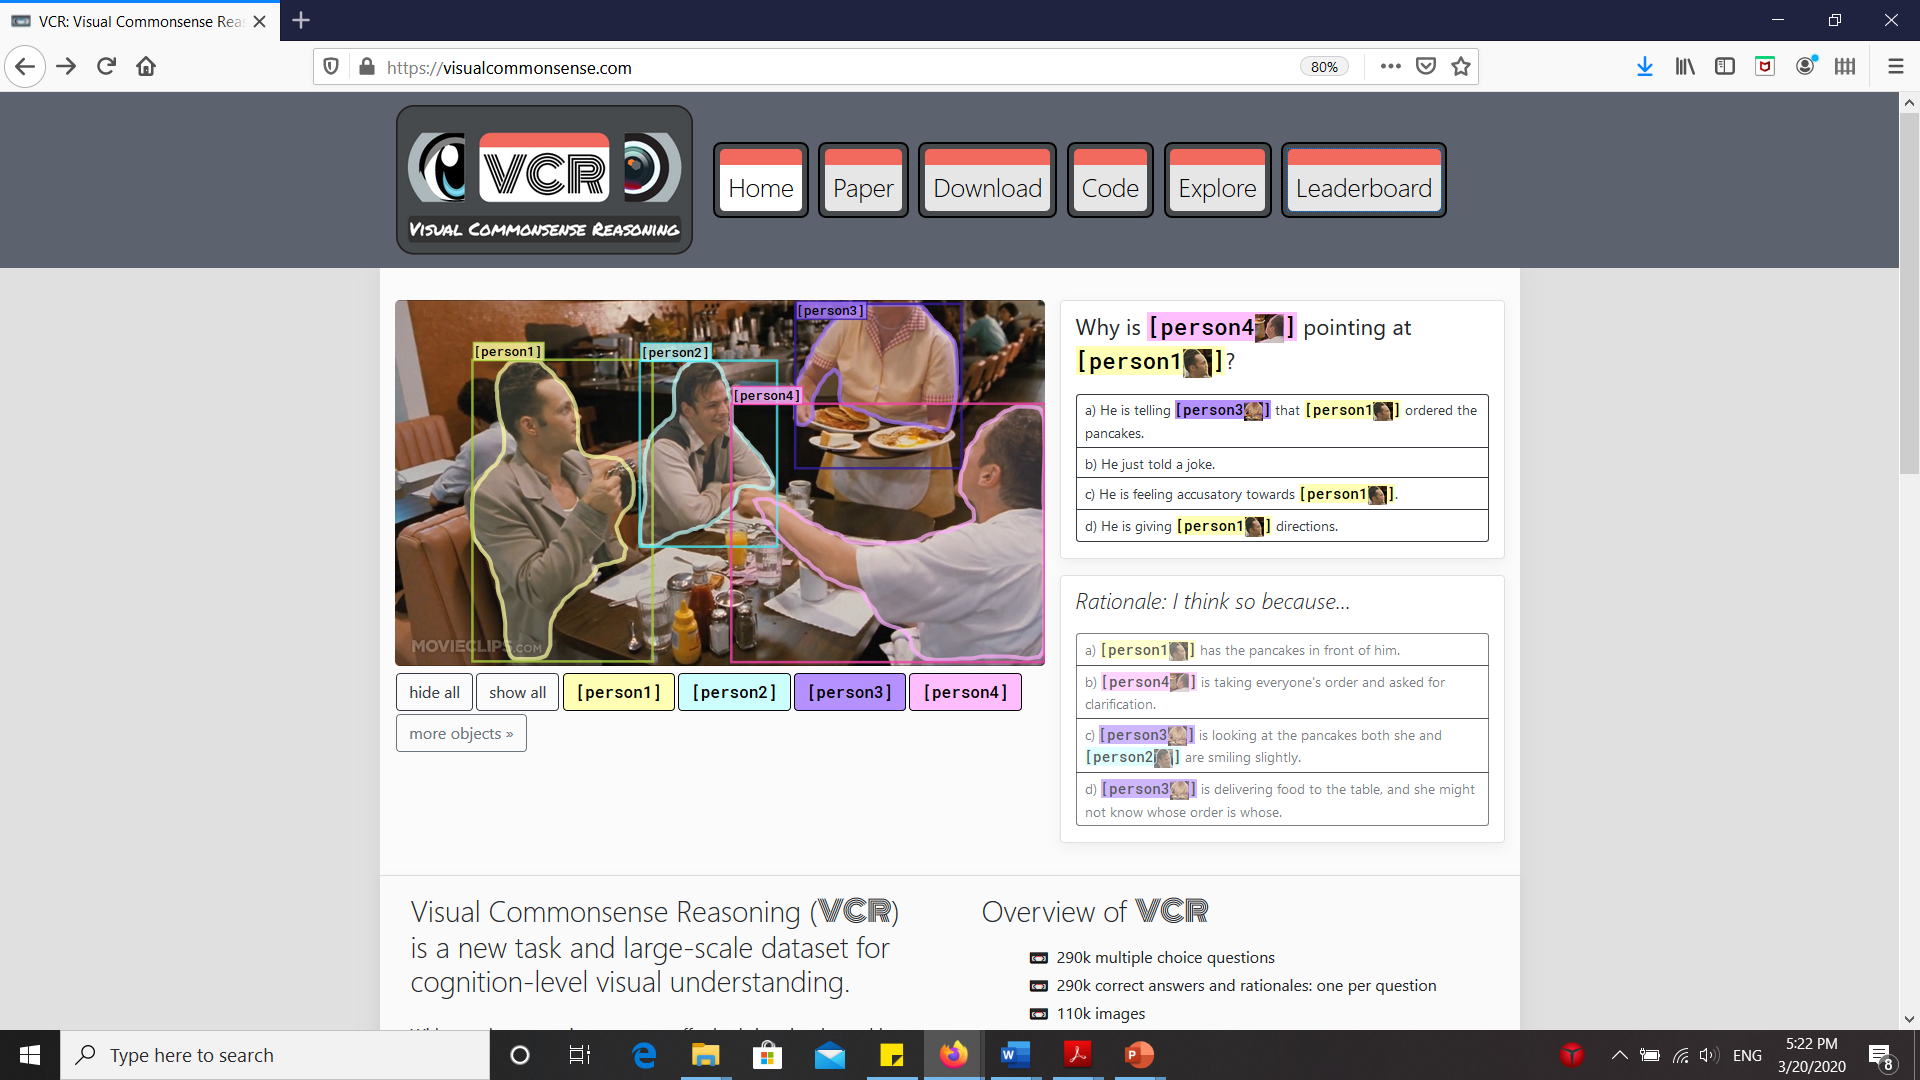 VCR: Visual Commonsense Rea
https://visualcommonsense.com
80%
VCR
Visual Commonsense Reasoning
Home
Paper
Download
Code
Explore
Leaderboard
[person1]
[person2]
[person3]
[person4]
MOVIECLIPS.COM
hide all
show all
[person1]
[person2]
[person3]
[person4]
more objects »
Why is [person4] pointing at
[person1]?
a) He is telling [person3] that [person1] ordered the
pancakes.
b) He just told a joke.
c) He is feeling accusatory towards [person1].
d) He is giving [person1] directions.
Rationale: I think so because...
a) [person1] has the pancakes in front of him.
b) [person4] is taking everyone's order and asked for
clarification.
c) [person3] is looking at the pancakes both she and
[person2] are smiling slightly.
d) [person3] is delivering food to the table, and she might
not know whose order is whose.
Visual Commonsense Reasoning (VCR)
is a new task and large-scale dataset for
cognition-level visual understanding.
Overview of VCR
290k multiple choice questions
290k correct answers and rationales: one per question
110k images
Type here to search
ENG
5:22 PM
3/20/2020
8